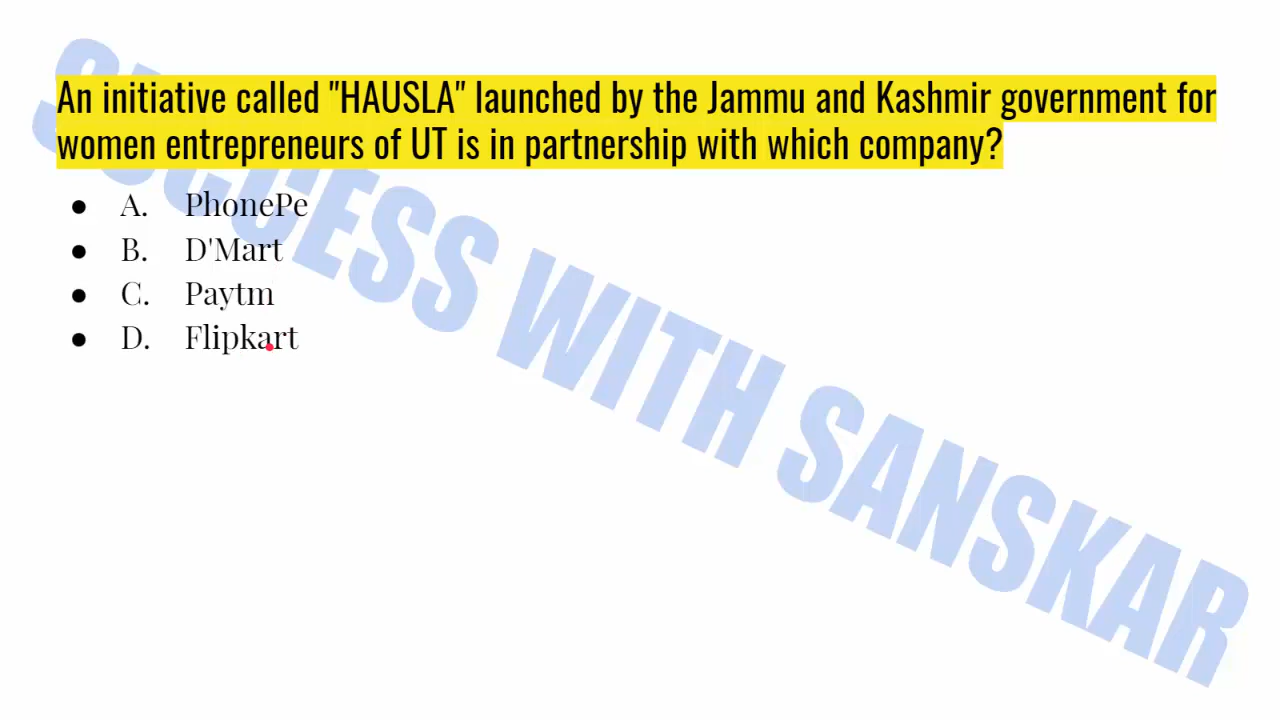 An initiative called "HAUSLA" launched by the Jammu and Kashmir government for
women entrepreneurs of UT is in partnership with which company?
● A. PhonePe
● B. D'Mart
● C. Paytm
● D. Flipkart
SUCCESS WITH SANSKAR